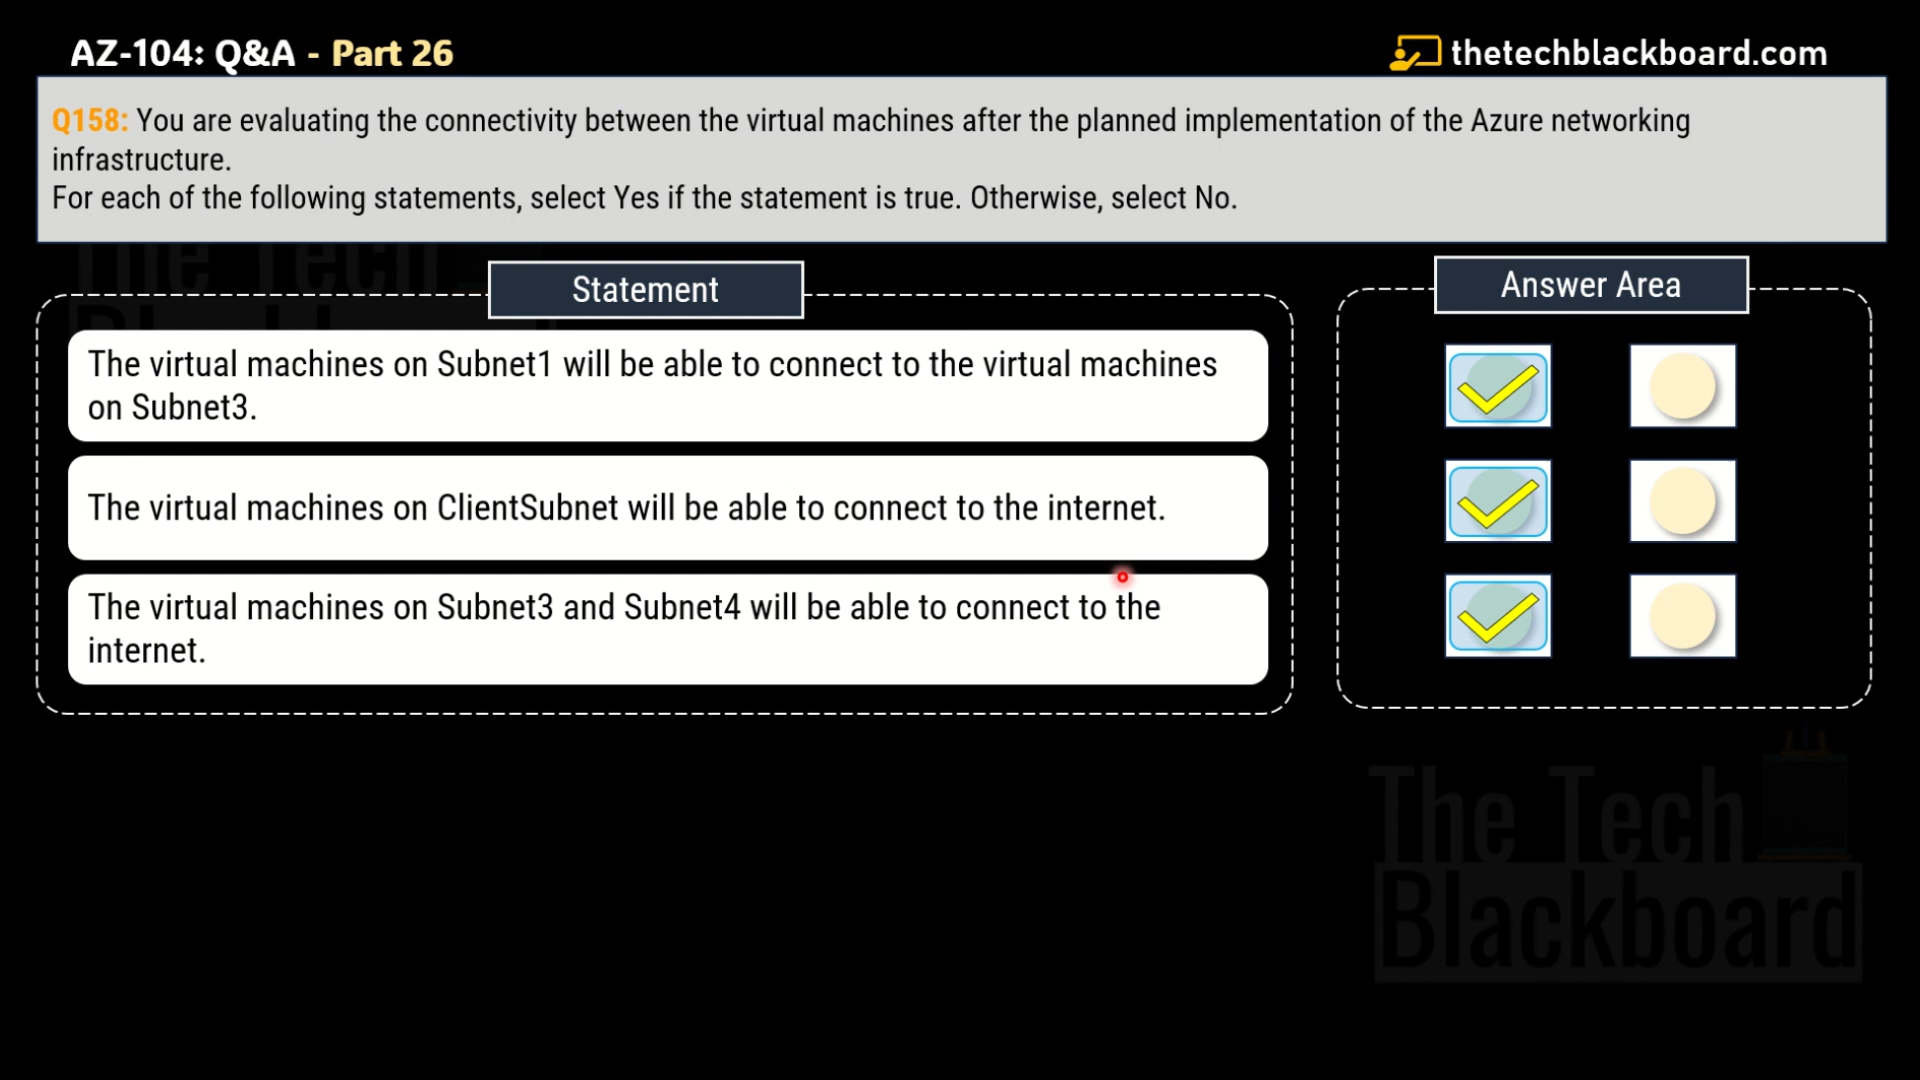 AZ-104: Q&A - Part 26
thetechblackboard.com
Q158: You are evaluating the connectivity between the virtual machines after the planned implementation of the Azure networking
infrastructure.
For each of the following statements, select Yes if the statement is true. Otherwise, select No.
The Tech
Blackboard
Statement
Answer Area
The virtual machines on Subnet1 will be able to connect to the virtual machines
on Subnet3.
The virtual machines on ClientSubnet will be able to connect to the internet.
The virtual machines on Subnet3 and Subnet4 will be able to connect to the
internet.
The Tech
Blackboard